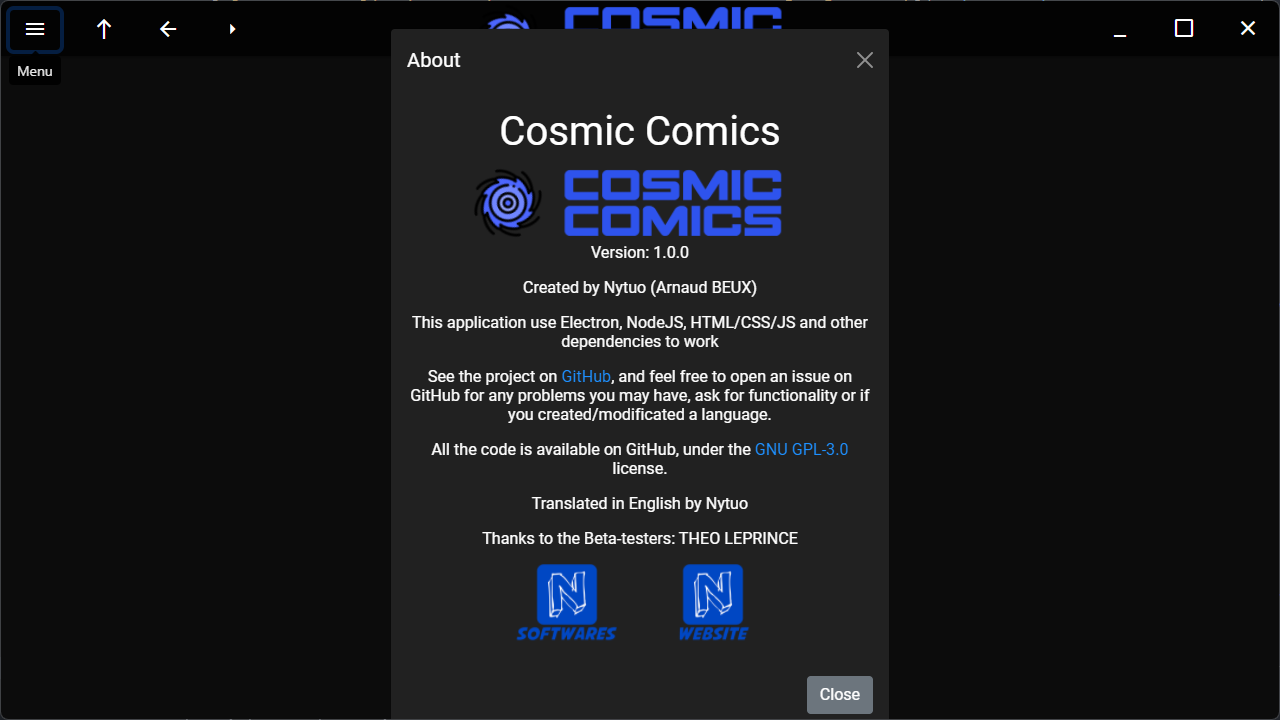 COSMIC
Menu
About
Cosmic Comics
COSMIC
COMICS
Version: 1.0.0
Created by Nytuo (Arnaud BEUX)
This application use Electron, NodeJS, HTML/CSS/JS and other
dependencies to work
See the project on GitHub, and feel free to open an issue on
GitHub for any problems you may have, ask for functionality or if
you created/modificated a language.
All the code is available on GitHub, under the GNU GPL-3.0
license.
Translated in English by Nytuo
Thanks to the Beta-testers: THEO LEPRINCE
N N
SOFTWARES WEBSITE
Close